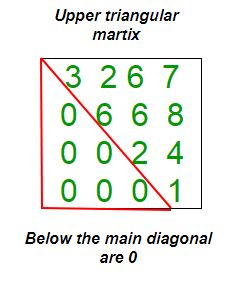 Upper triangular
martix
3 2 6 7
0 6 6 8
0 0 2 4
0 0 0 1
Below the main diagonal
are 0